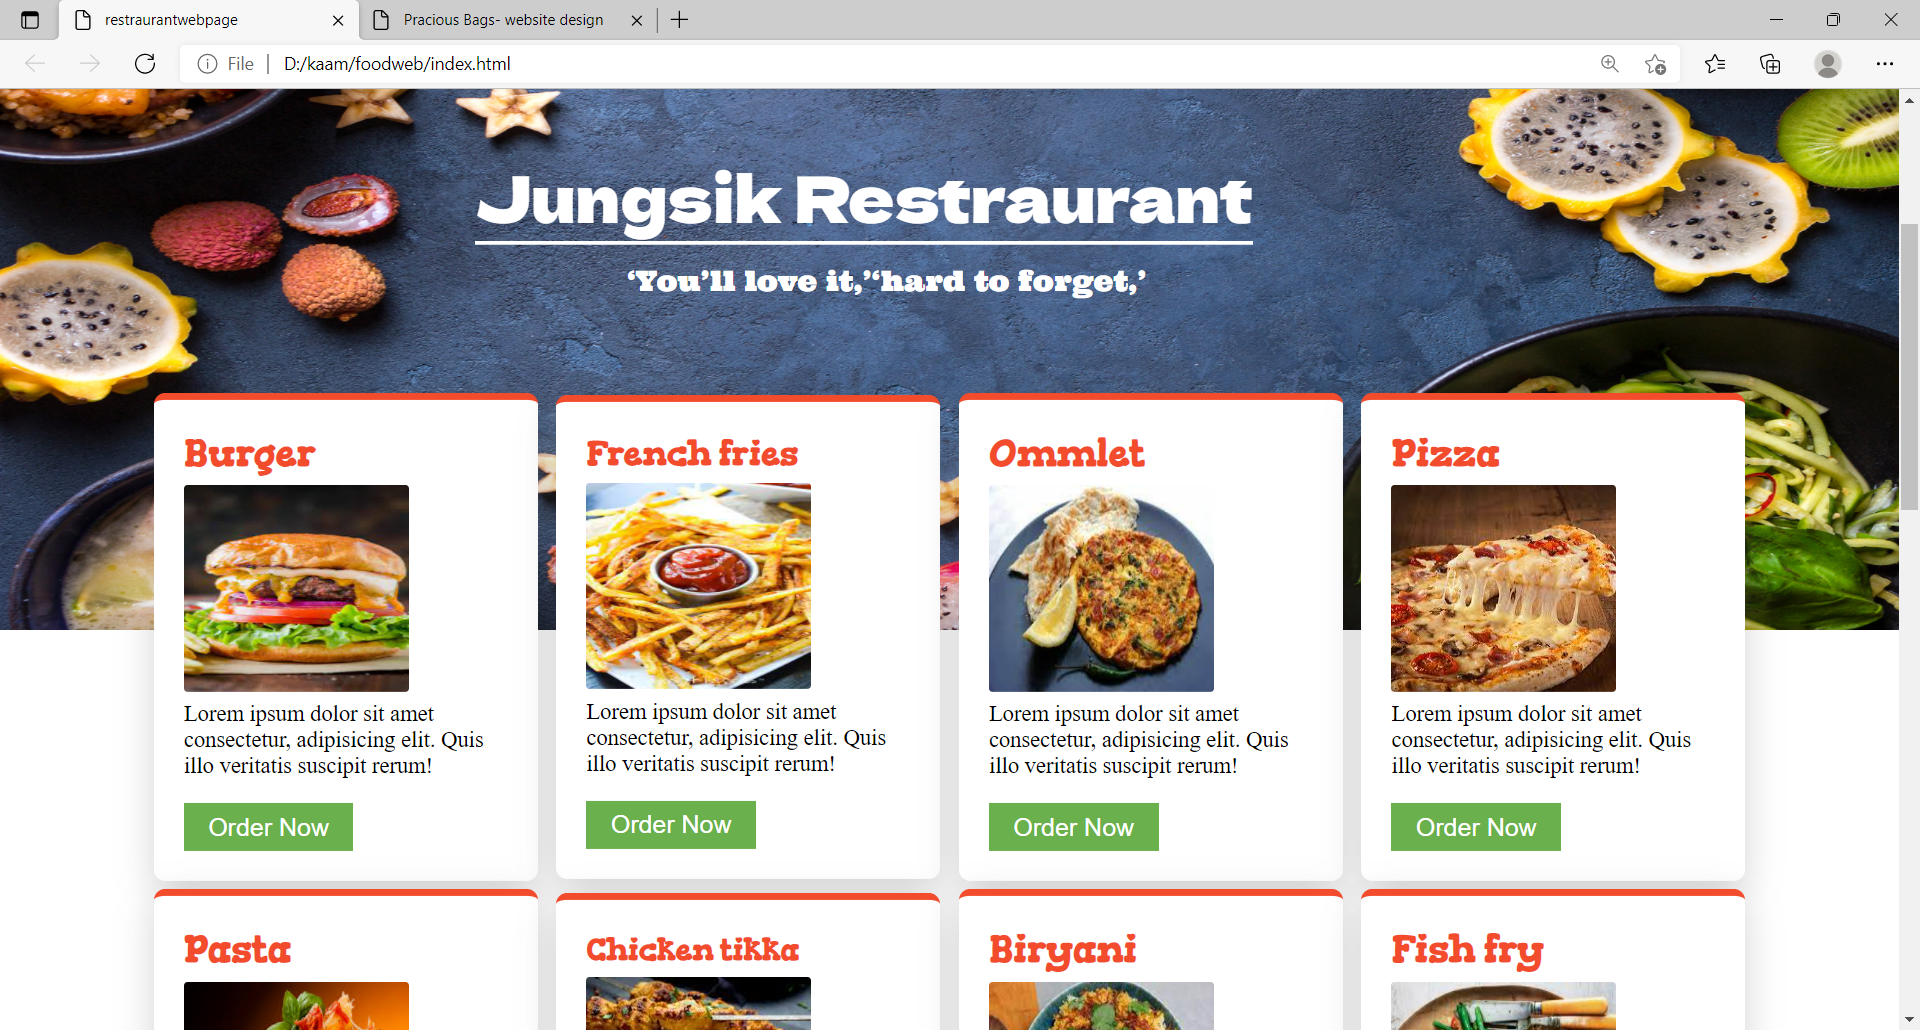 restraurantwebpage
Pracious Bags- website design
File
D:/kaam/foodweb/index.html
Jungsik Restraurant
‘You’ll love it,’‘hard to forget,’
Burger
Lorem ipsum dolor sit amet
consectetur, adipisicing elit. Quis
illo veritatis suscipit rerum!
Order Now
French fries
Lorem ipsum dolor sit amet
consectetur, adipisicing elit. Quis
illo veritatis suscipit rerum!
Order Now
Ommlet
Lorem ipsum dolor sit amet
consectetur, adipisicing elit. Quis
illo veritatis suscipit rerum!
Order Now
Pizza
Lorem ipsum dolor sit amet
consectetur, adipisicing elit. Quis
illo veritatis suscipit rerum!
Order Now
Pasta
Chicken tikka
Biryani
Fish fry